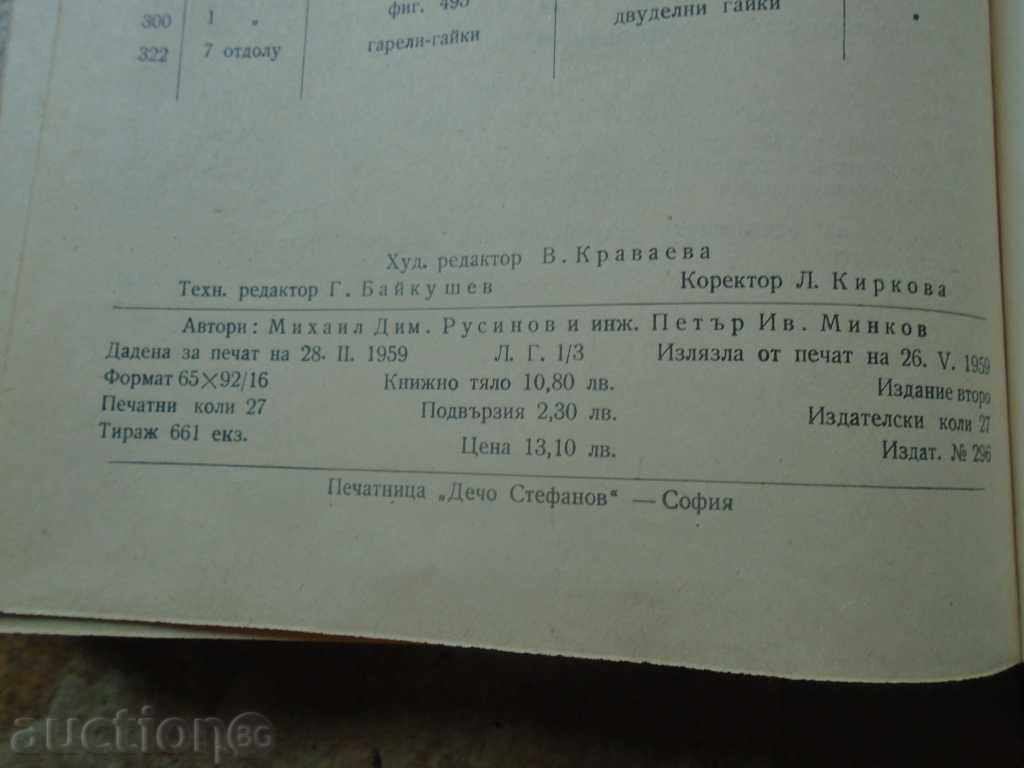 300 1 „ фиг. 495 двуделни гайки „
322 7 отдолу гарели-гайки
Худ. редактор В. Краваева
Техн. редактор Г. Байкушев Коректор Л. Киркова
Автори: Михаил Дим. Русинов и инж. Петър Ив. Минков
Дадена за печат на 28. II. 1959 Л. Г. 1/3 Излязла от печат на 26. V. 1959
Формат 65×92/16 Книжно тяло 10,80 лв. Издание второ
Печатни коли 27 Подвързия 2,30 лв. Издателски коли 27
Тираж 661 екз. Цена 13,10 лв. Издат. № 296
Печатница „Дечо Стефанов“ — София
auction BG